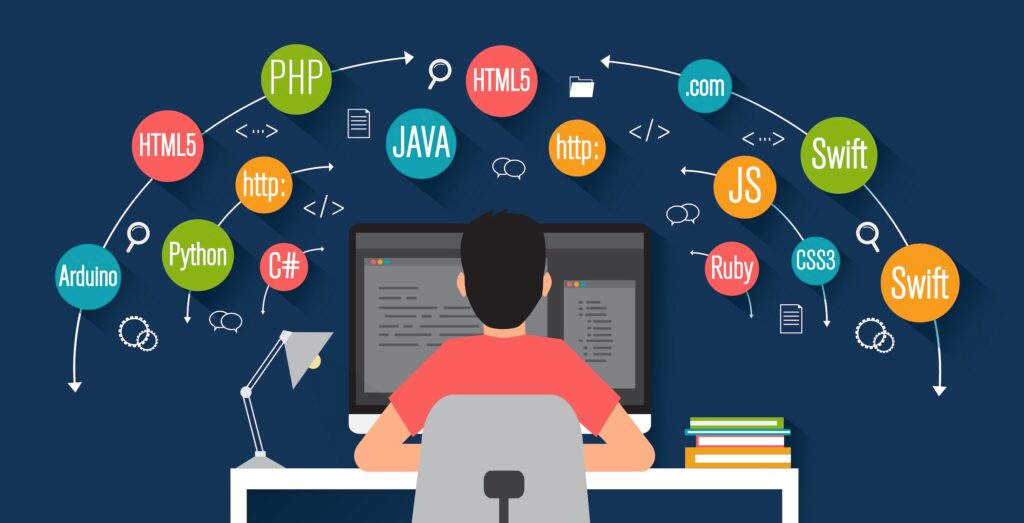 PHP
HTML5
.com
HTML5
JAVA
http:
Swift
http:
JS
Arduino
Python
C#
Ruby
CSS3
Swift
<...>
</>
</>
<...>